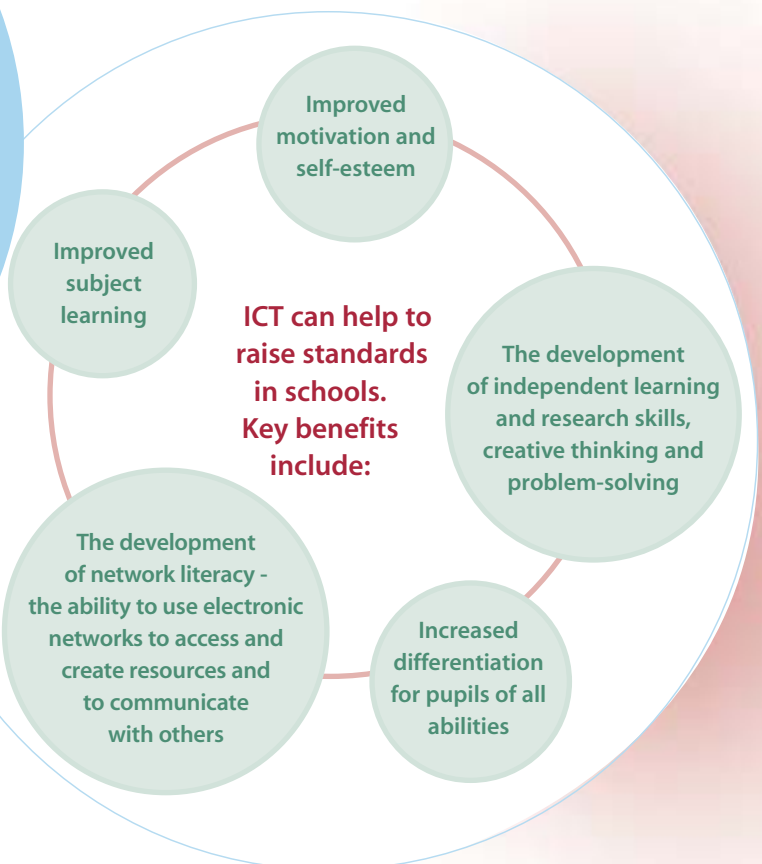 ICT can help to
raise standards
in schools.
Key benefits
include:
Improved
motivation and
self-esteem
The development
of independent learning
and research skills,
creative thinking and
problem-solving
Increased
differentiation
for pupils of all
abilities
The development
of network literacy -
the ability to use electronic
networks to access and
create resources and
to communicate
with others
Improved
subject
learning